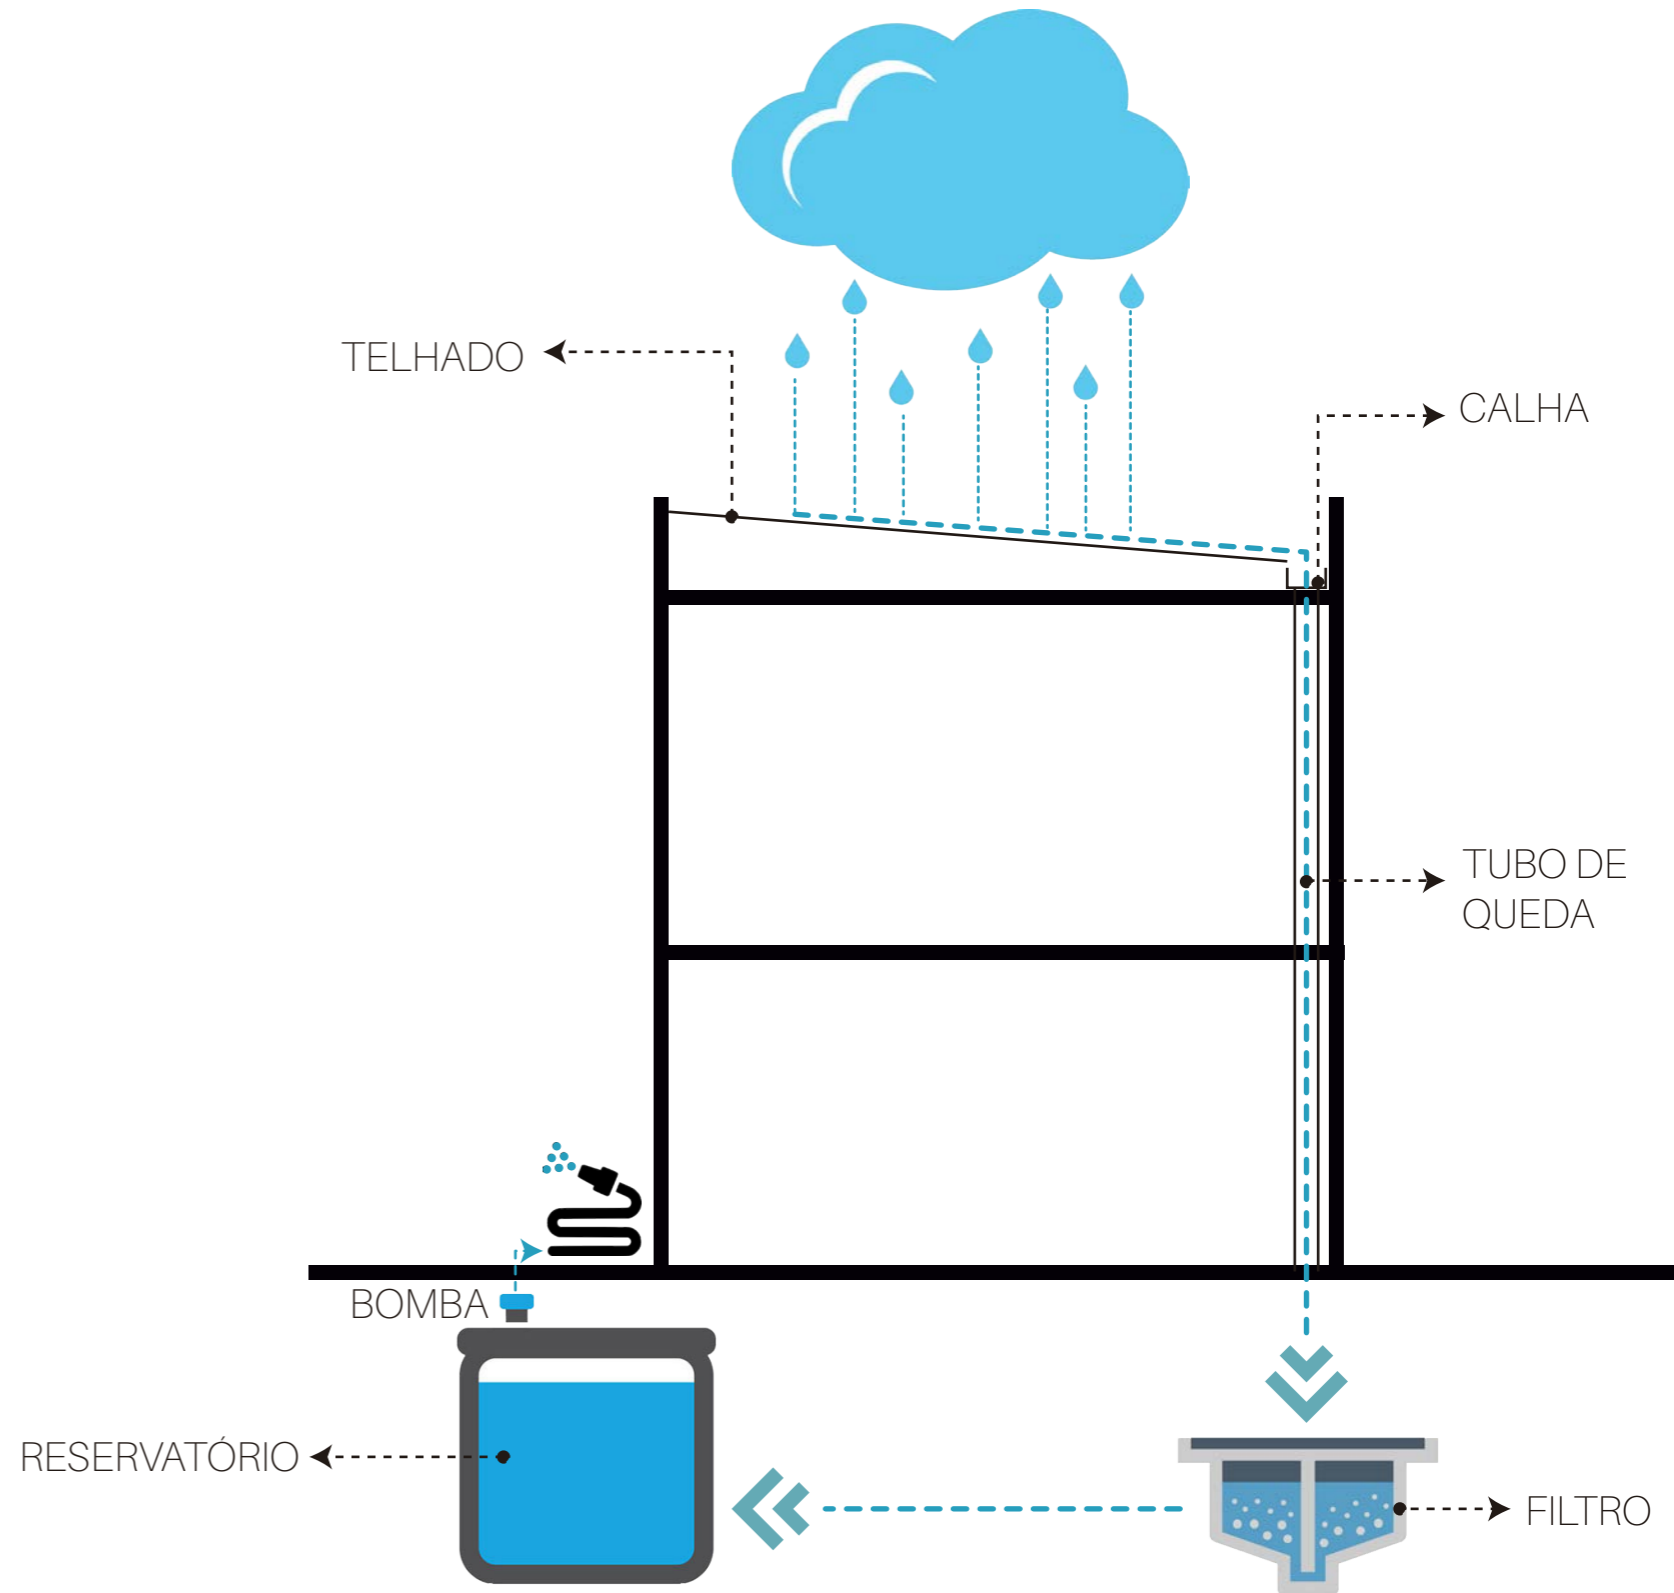 TELHADO
CALHA
TUBO DE
QUEDA
BOMBA
RESERVATÓRIO
FILTRO